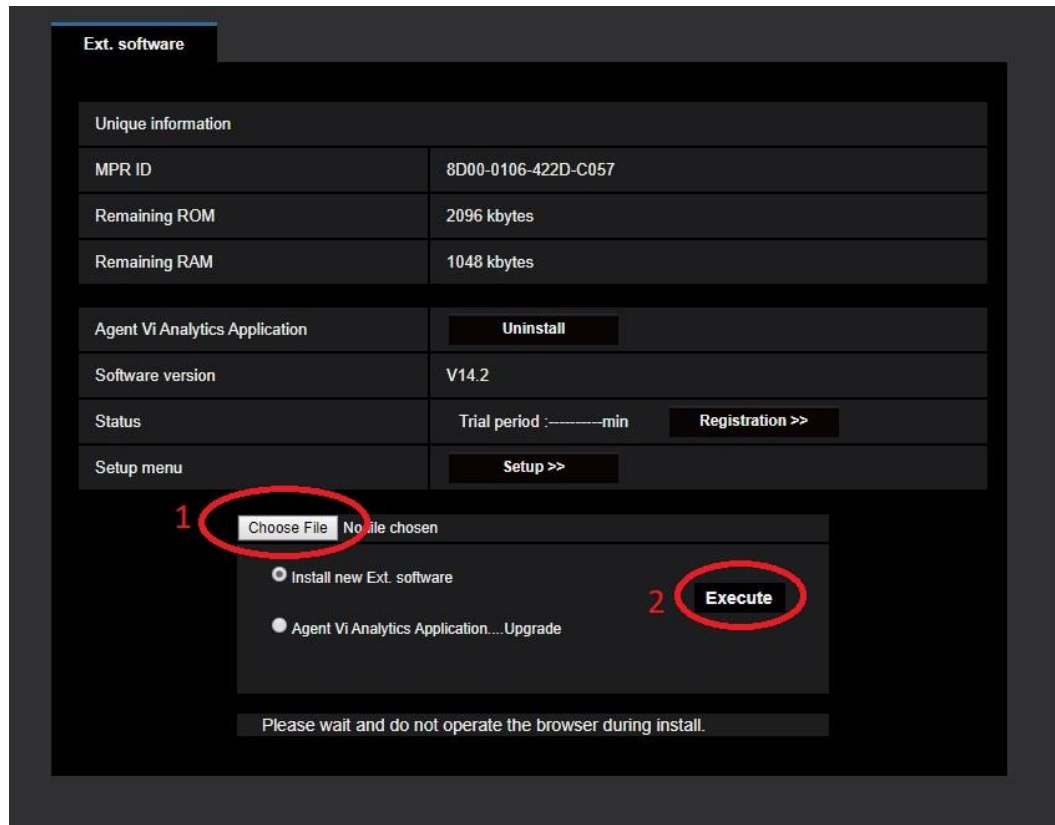 Ext. software
Unique information
MPR ID 8D00-0106-422D-C057
Remaining ROM 2096 kbytes
Remaining RAM 1048 kbytes
Agent Vi Analytics Application Uninstall
Software version V14.2
Status Trial period :----------min Registration >>
Setup menu Setup >>
1 Choose File No file chosen
Install new Ext. software
2 Execute
Agent Vi Analytics Application....Upgrade
Please wait and do not operate the browser during install.